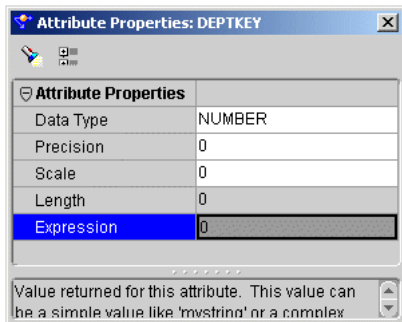 Attribute Properties: DEPTKEY
Attribute Properties
Data Type NUMBER
Precision 0
Scale 0
Length 0
Expression 0
Value returned for this attribute. This value can
be a simple value like 'mystring' or a complex